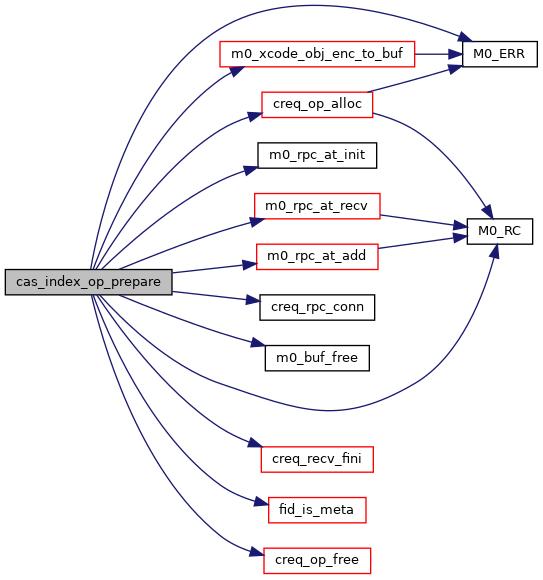 cas_index_op_prepare
m0_xcode_obj_enc_to_buf
M0_ERR
creq_op_alloc
m0_rpc_at_init
m0_rpc_at_recv
M0_RC
m0_rpc_at_add
creq_rpc_conn
m0_buf_free
creq_recv_fini
fid_is_meta
creq_op_free